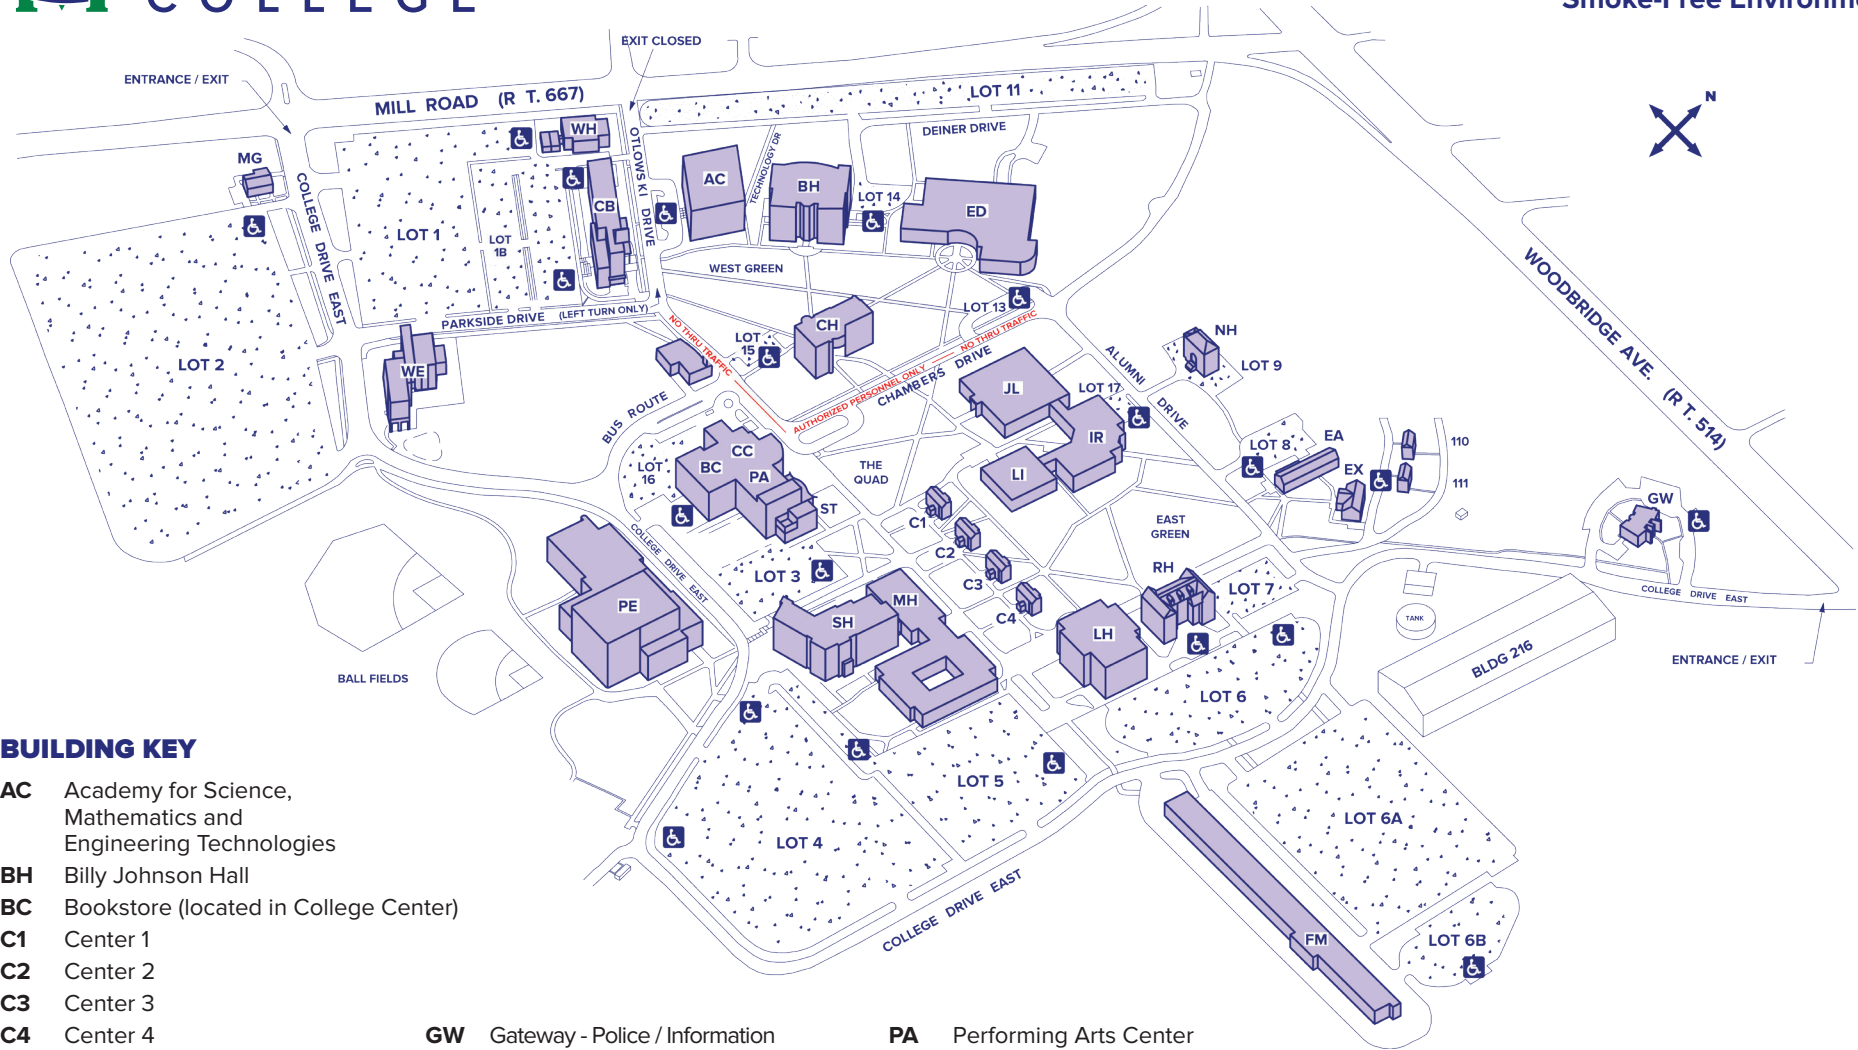 COLLEGE
Smoke-Free Environme
EXIT CLOSED
ENTRANCE / EXIT
MILL ROAD (R T. 667)
LOT 11
N
WH
OTLOWSKI DRIVE
TECHNOLOGY DR
DEINER DRIVE
MG
COLLEGE DRIVE EAST
AC
BH
LOT 14
ED
CB
LOT 1
LOT
1B
WEST GREEN
WOODBRIDGE AVE. (R T. 514)
PARKSIDE DRIVE (LEFT TURN ONLY)
NO THRU TRAFFIC
LOT 13
NO THRU TRAFFIC
CH
LOT
15
AUTHORIZED PERSONNEL ONLY
CHAMBERS DRIVE
NH
LOT 9
ALUMNI DRIVE
LOT 2
WE
JL
LOT 17
BUS ROUTE
IR
LOT 8
EA
110
CC
BC
PA
LOT
16
THE
QUAD
LI
EX
111
ST
GW
C1
EAST
GREEN
COLLEGE DRIVE EAST
C2
LOT 3
C3
RH
LOT 7
COLLEGE DRIVE EAST
PE
SH
MH
C4
LH
TANK
BLDG 216
ENTRANCE / EXIT
BALL FIELDS
LOT 6
LOT 5
LOT 4
LOT 6A
COLLEGE DRIVE EAST
FM
LOT 6B
BUILDING KEY
AC Academy for Science,
Mathematics and
Engineering Technologies
BH Billy Johnson Hall
BC Bookstore (located in College Center)
C1 Center 1
C2 Center 2
C3 Center 3
C4 Center 4
GW Gateway - Police / Information
PA Performing Arts Center